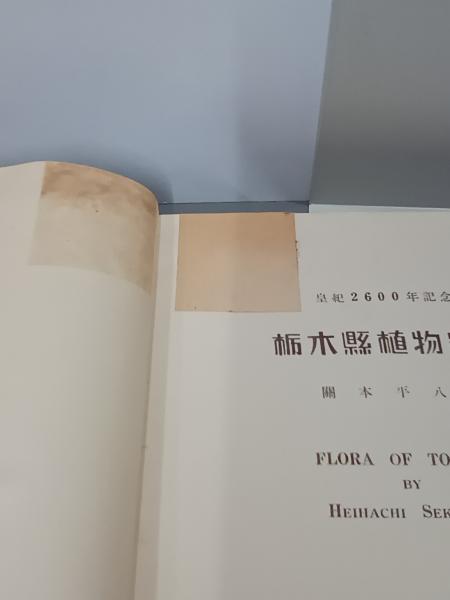 皇紀2600年記念
栃木縣植物
關本平八
FLORA OF TO
BY
HEIHACHI SEK